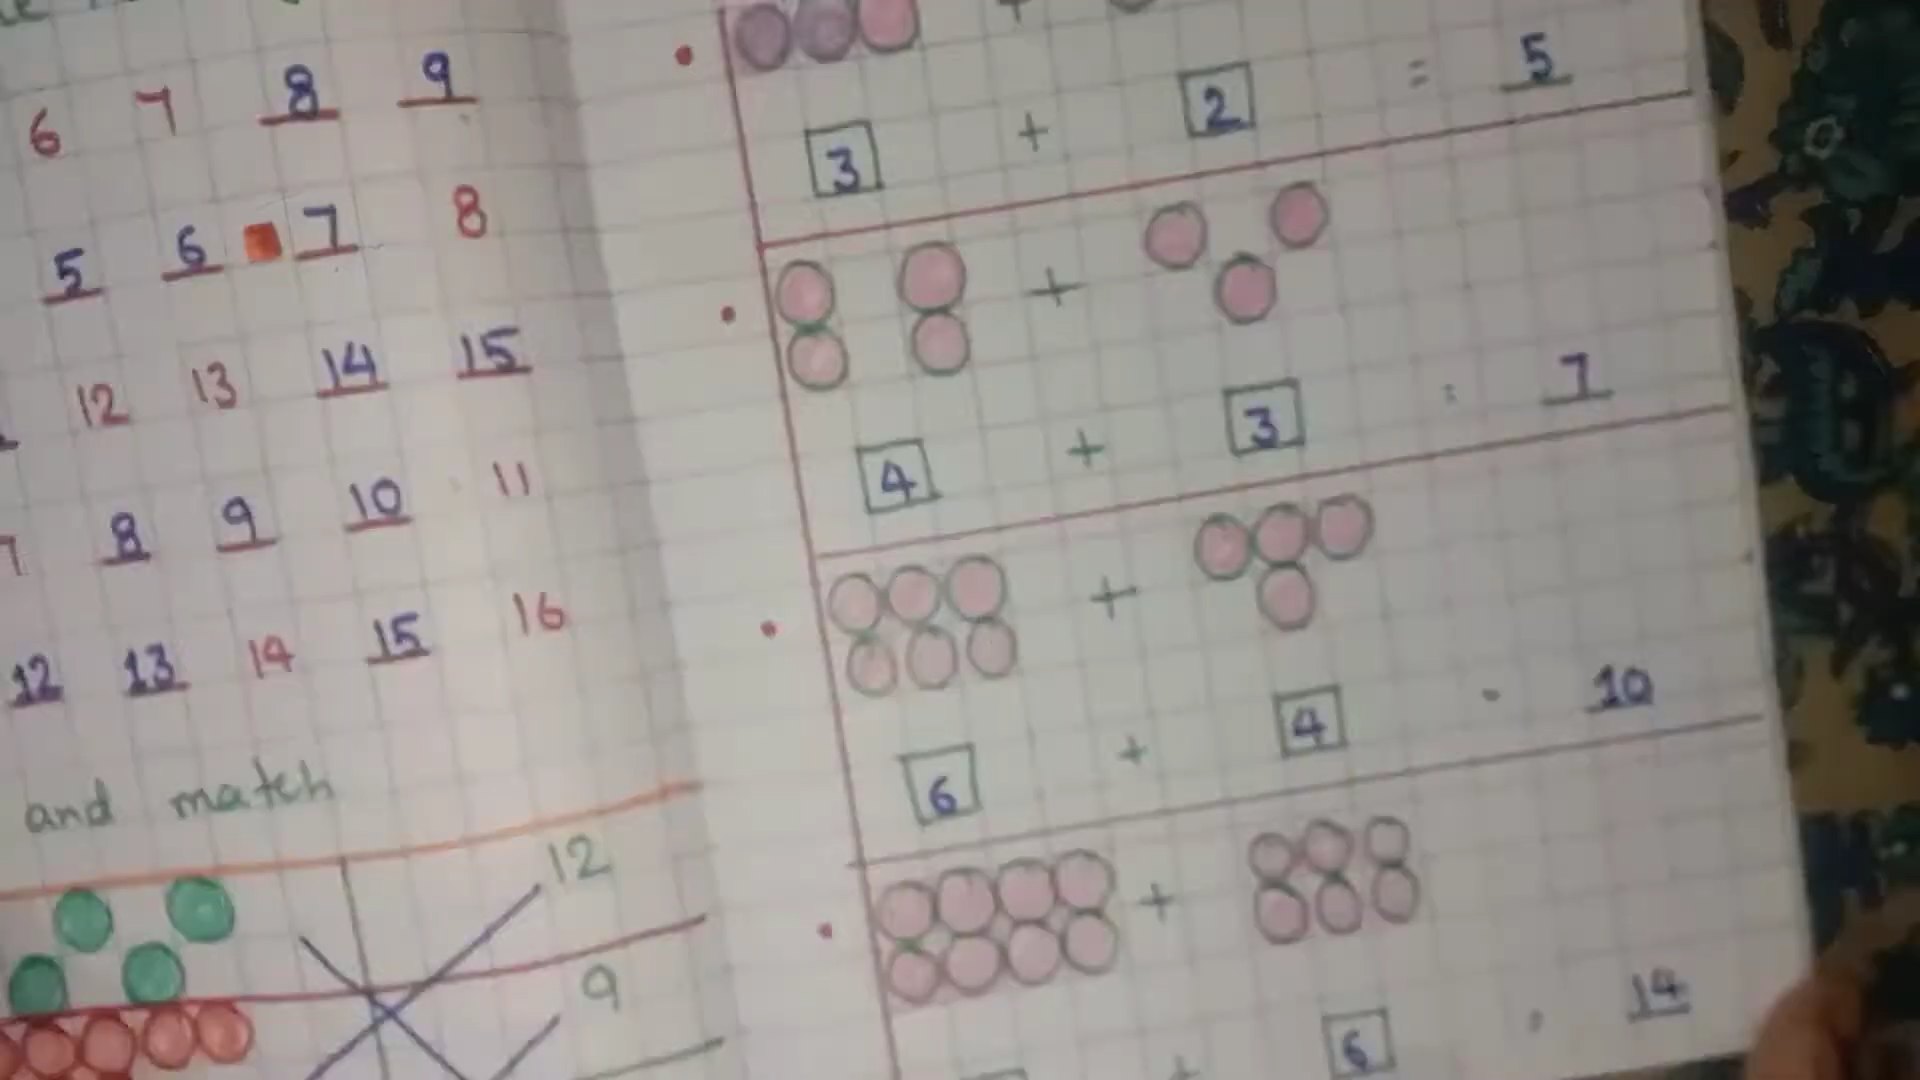 6 7 8 9
5 6 7 8
12 13 14 15
7 8 9 10 11
12 13 14 15 16
and match
12
9
+
3 + 2 = 5
+
4 + 3 = 7
+
6 + 4 = 10
+
+ 6 = 14